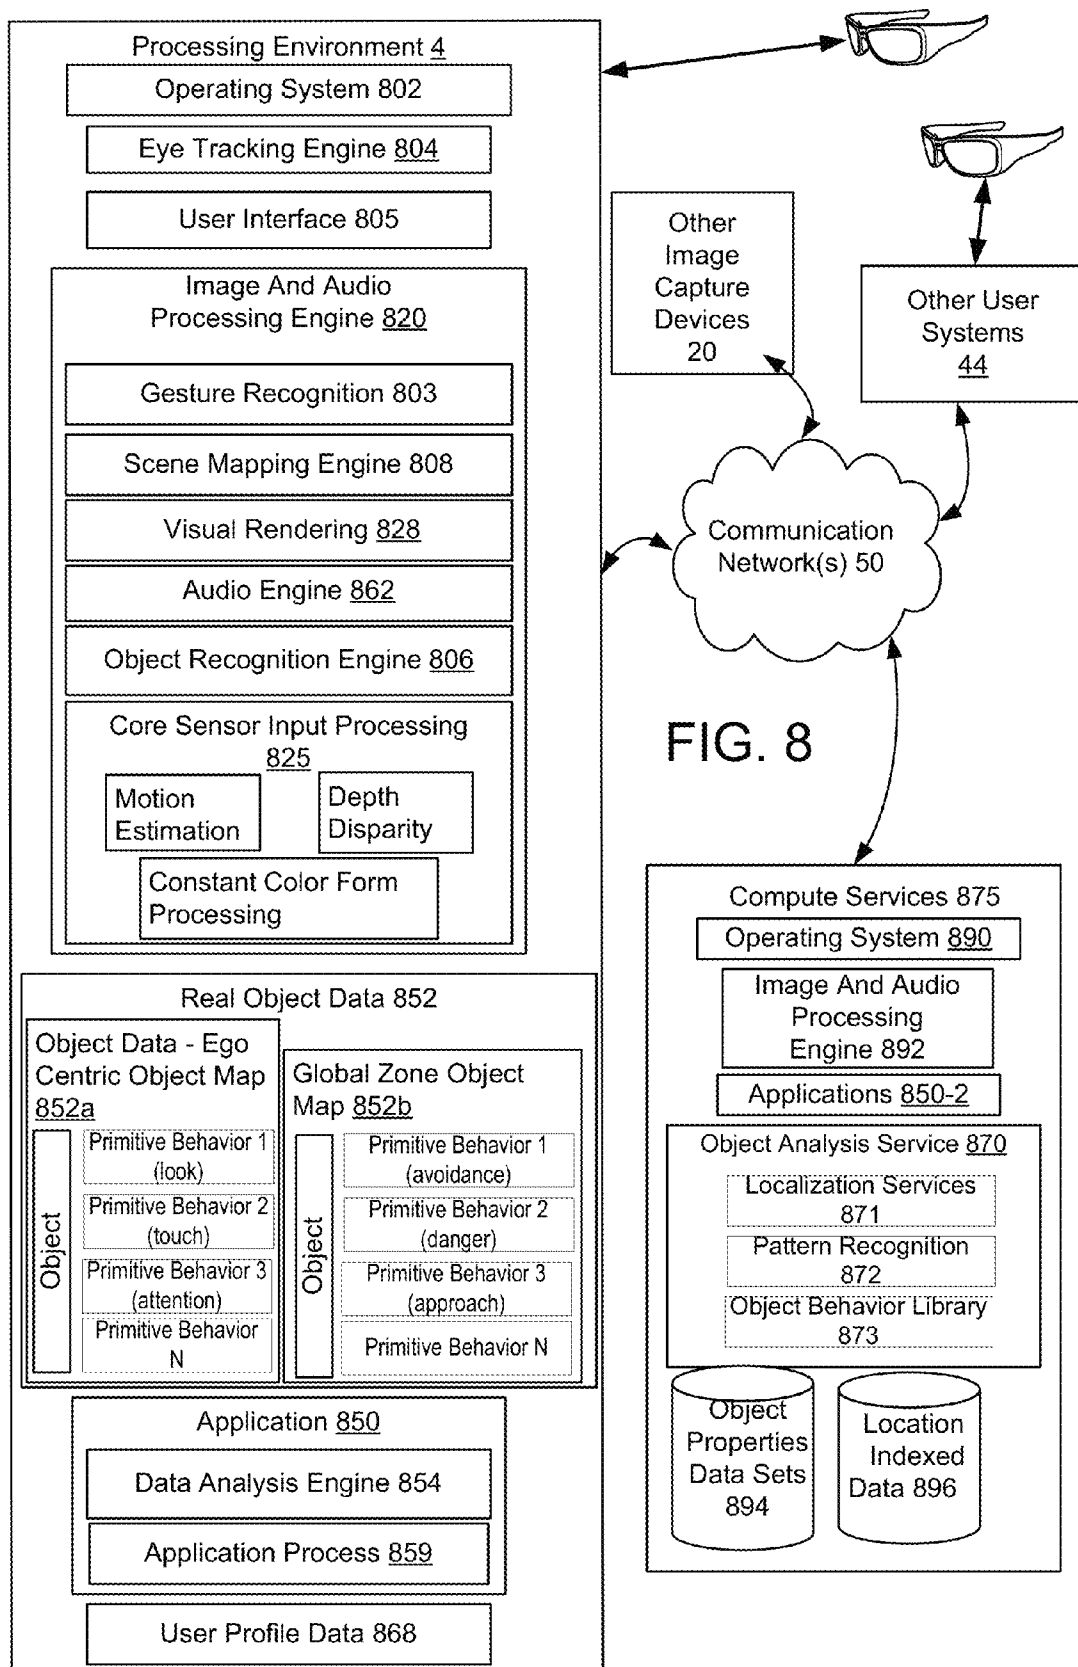 Processing Environment 4
Operating System 802
Eye Tracking Engine 804
User Interface 805
Image And Audio
Processing Engine 820
Gesture Recognition 803
Scene Mapping Engine 808
Visual Rendering 828
Audio Engine 862
Object Recognition Engine 806
Core Sensor Input Processing
825
Motion
Estimation
Depth
Disparity
Constant Color Form
Processing
Real Object Data 852
Object Data - Ego
Centric Object Map
852a
Object
Primitive Behavior 1
(look)
Primitive Behavior 2
(touch)
Primitive Behavior 3
(attention)
Primitive Behavior
N
Global Zone Object
Map 852b
Object
Primitive Behavior 1
(avoidance)
Primitive Behavior 2
(danger)
Primitive Behavior 3
(approach)
Primitive Behavior N
Application 850
Data Analysis Engine 854
Application Process 859
User Profile Data 868
Other
Image
Capture
Devices
20
Other User
Systems
44
Communication
Network(s) 50
FIG. 8
Compute Services 875
Operating System 890
Image And Audio
Processing
Engine 892
Applications 850-2
Object Analysis Service 870
Localization Services
871
Pattern Recognition
872
Object Behavior Library
873
Object
Properties
Data Sets
894
Location
Indexed
Data 896